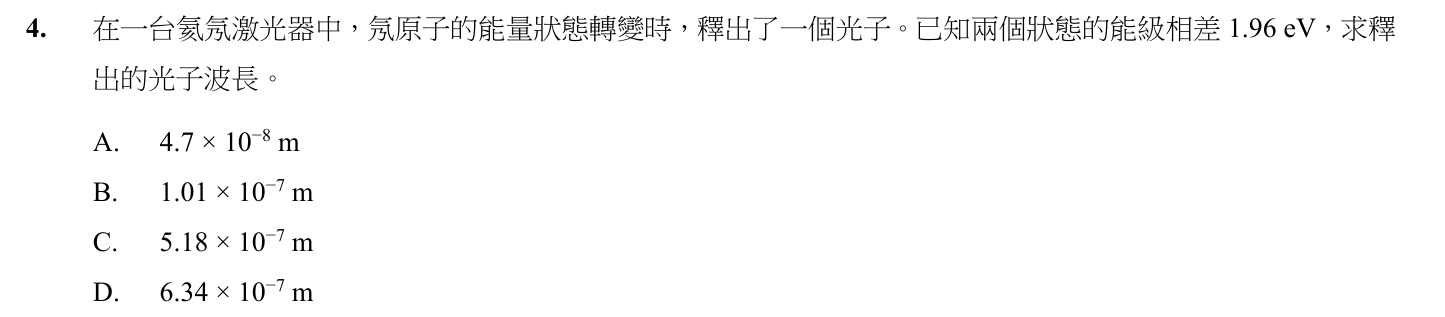 4. 在一台氦氖激光器中，氖原子的能量狀態轉變時，釋出了一個光子。已知兩個狀態的能級相差 1.96 eV，求釋
出的光子波長。
A. 4.7 × 10⁻⁸ m
B. 1.01 × 10⁻⁷ m
C. 5.18 × 10⁻⁷ m
D. 6.34 × 10⁻⁷ m